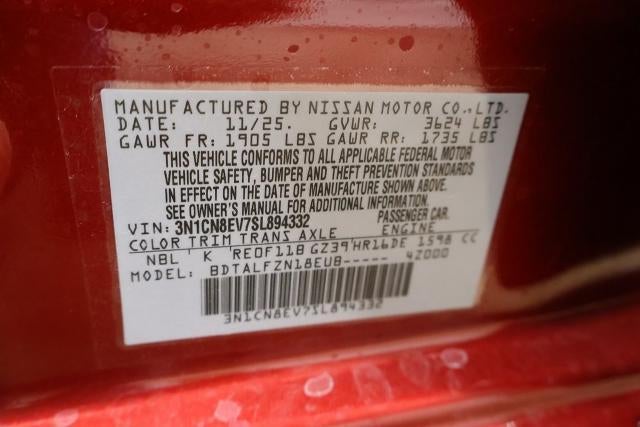 MANUFACTURED BY NISSAN MOTOR CO.,LTD.
DATE: 11/25. GVWR: 3624 LBS
GAWR FR: 1905 LBS GAWR RR: 1735 LBS
THIS VEHICLE CONFORMS TO ALL APPLICABLE FEDERAL MOTOR
VEHICLE SAFETY, BUMPER AND THEFT PREVENTION STANDARDS
IN EFFECT ON THE DATE OF MANUFACTURE SHOWN ABOVE.
SEE OWNER'S MANUAL FOR ADDITIONAL INFORMATION.
VIN: 3N1CN8EV7SL894332 PASSENGER CAR.
COLOR TRIM TRANS AXLE ENGINE
NBL K RE0F11B GZ39 HR16DE 1598 CC
MODEL: BDTALFZN18EUB----- 42000
3N1CN8EV7SL894332